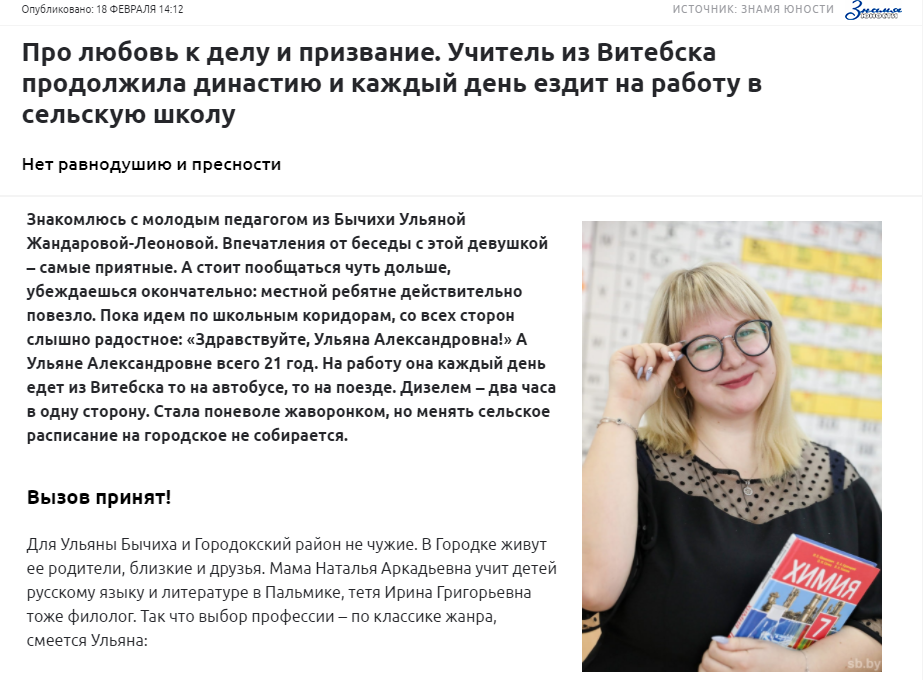 Опубликовано: 18 ФЕВРАЛЯ 14:12
ИСТОЧНИК: ЗНАМЯ ЮНОСТИ
Знамя ЮНОСТИ
Про любовь к делу и призвание. Учитель из Витебска
продолжила династию и каждый день ездит на работу в
сельскую школу
Нет равнодушию и пресности
Знакомлюсь с молодым педагогом из Бычихи Ульяной
Жандаровой-Леоновой. Впечатления от беседы с этой девушкой
– самые приятные. А стоит пообщаться чуть дольше,
убеждаешься окончательно: местной ребятне действительно
повезло. Пока идем по школьным коридорам, со всех сторон
слышно радостное: «Здравствуйте, Ульяна Александровна!» А
Ульяне Александровне всего 21 год. На работу она каждый день
едет из Витебска то на автобусе, то на поезде. Дизелем – два часа
в одну сторону. Стала поневоле жаворонком, но менять сельское
расписание на городское не собирается.
Вызов принят!
Для Ульяны Бычиха и Городокский район не чужие. В Городке живут
ее родители, близкие и друзья. Мама Наталья Аркадьевна учит детей
русскому языку и литературе в Пальмике, тетя Ирина Григорьевна
тоже филолог. Так что выбор профессии – по классике жанра,
смеется Ульяна:
ХИМИЯ
7
sb.by